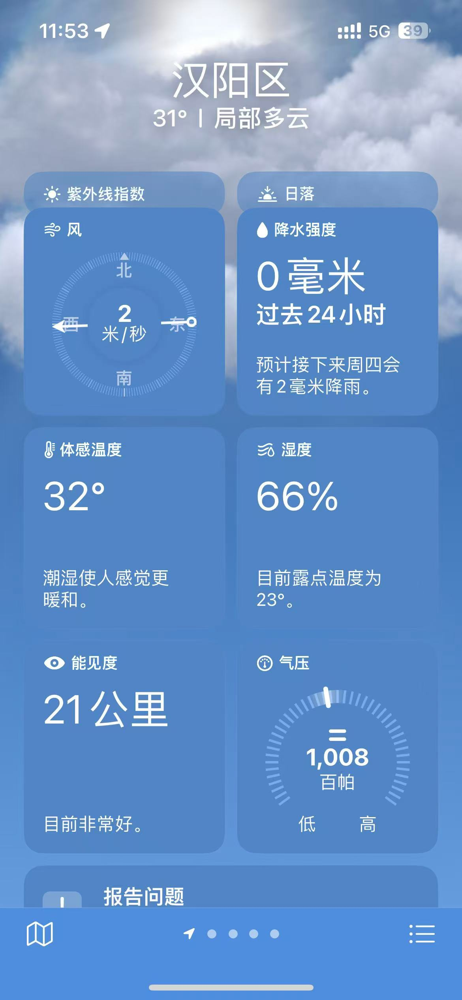 11:53 5G 39
汉阳区
31° | 局部多云
紫外线指数
日落
风
北
西
东
2
米/秒
南
降水强度
0毫米
过去24小时
预计接下来周四会
有2毫米降雨。
体感温度
32°
潮湿使人感觉更
暖和。
湿度
66%
目前露点温度为
23°。
能见度
21公里
目前非常好。
气压
=
1,008
百帕
低 高
报告问题